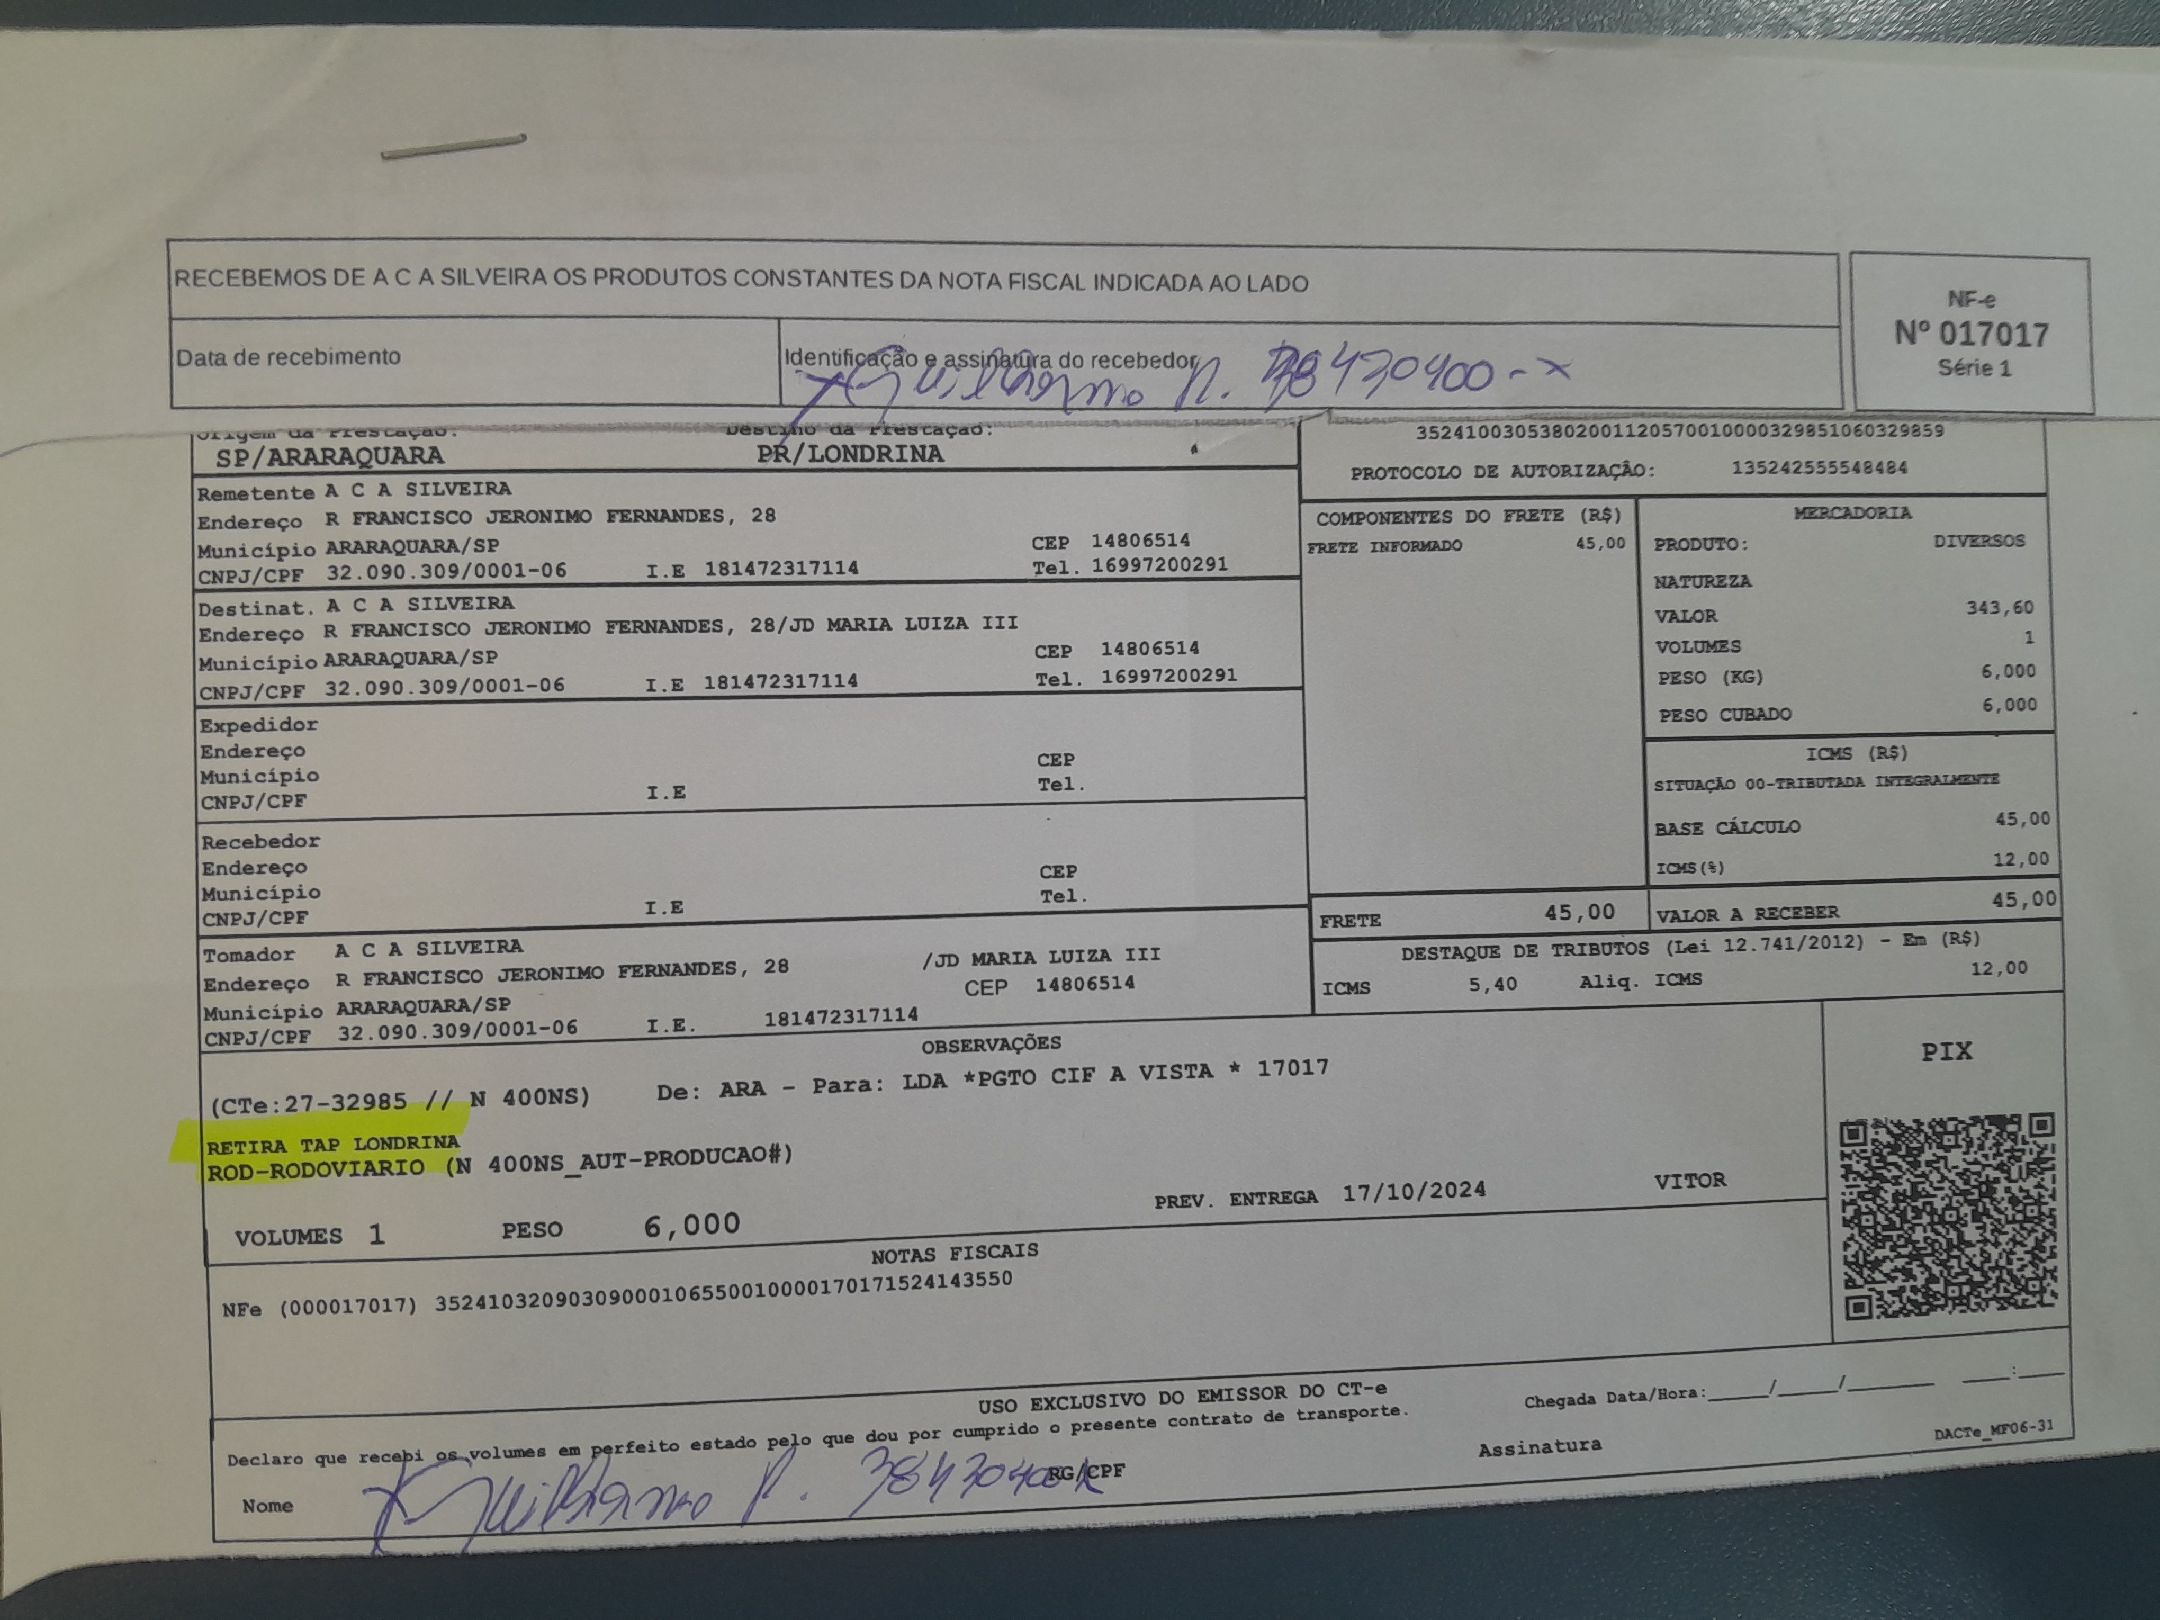 RECEBEMOS DE A C A SILVEIRA OS PRODUTOS CONSTANTES DA NOTA FISCAL INDICADA AO LADO
NF-e
Nº 017017
Série 1
Data de recebimento
Identificação e assinatura do recebedor
Origem da Prestação: Destino da Prestação:
SP/ARARAQUARA PR/LONDRINA
35241003053802001120570010000329851060329859
PROTOCOLO DE AUTORIZAÇÃO: 135242555548484
Remetente A C A SILVEIRA
Endereço R FRANCISCO JERONIMO FERNANDES, 28
Município ARARAQUARA/SP CEP 14806514
CNPJ/CPF 32.090.309/0001-06 I.E 181472317114 Tel. 16997200291
Destinat. A C A SILVEIRA
Endereço R FRANCISCO JERONIMO FERNANDES, 28/JD MARIA LUIZA III
Município ARARAQUARA/SP CEP 14806514
CNPJ/CPF 32.090.309/0001-06 I.E 181472317114 Tel. 16997200291
Expedidor
Endereço
Município CEP
CNPJ/CPF I.E Tel.
Recebedor
Endereço
Município CEP
CNPJ/CPF I.E Tel.
Tomador A C A SILVEIRA
Endereço R FRANCISCO JERONIMO FERNANDES, 28 /JD MARIA LUIZA III
Município ARARAQUARA/SP CEP 14806514
CNPJ/CPF 32.090.309/0001-06 I.E. 181472317114
COMPONENTES DO FRETE (R$)
FRETE INFORMADO 45,00
MERCADORIA
PRODUTO: DIVERSOS
NATUREZA
VALOR 343,60
VOLUMES 1
PESO (KG) 6,000
PESO CUBADO 6,000
ICMS (R$)
SITUAÇÃO 00-TRIBUTADA INTEGRALMENTE
BASE CÁLCULO 45,00
ICMS(%) 12,00
FRETE 45,00 VALOR A RECEBER 45,00
DESTAQUE DE TRIBUTOS (Lei 12.741/2012) - Em (R$)
ICMS 5,40 Aliq. ICMS 12,00
OBSERVAÇÕES
(CTe:27-32985 // N 400NS) De: ARA - Para: LDA *PGTO CIF A VISTA * 17017
RETIRA TAP LONDRINA
ROD-RODOVIARIO (N 400NS_AUT-PRODUCAO#)
PREV. ENTREGA 17/10/2024 VITOR
VOLUMES 1 PESO 6,000
PIX
NOTAS FISCAIS
NFe (000017017) 35241032090309000106550010000170171524143550
USO EXCLUSIVO DO EMISSOR DO CT-e
Declaro que recebi os volumes em perfeito estado pelo que dou por cumprido o presente contrato de transporte.
Chegada Data/Hora:_____/_____/_______ ____:____
Nome RG/CPF Assinatura
DACTe_MF06-31